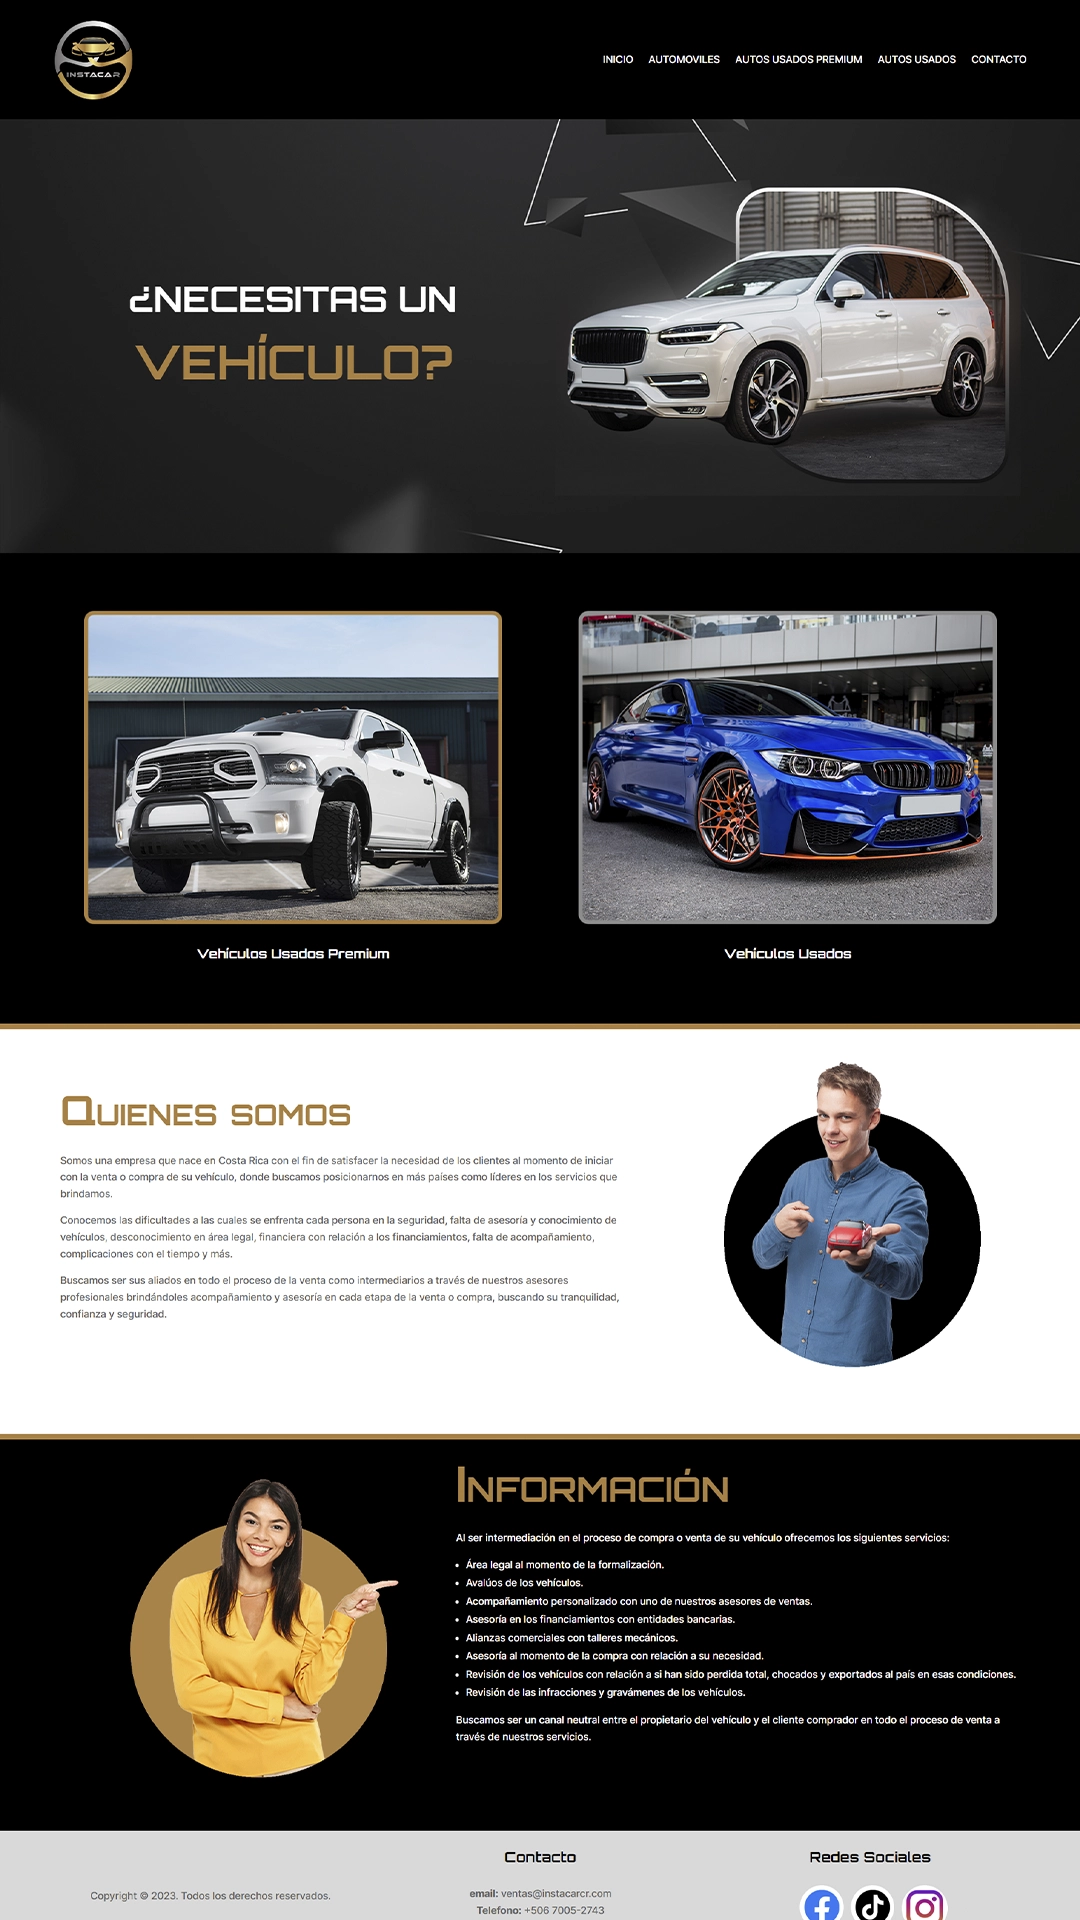 INSTACAR
INICIO AUTOMOVILES AUTOS USADOS PREMIUM AUTOS USADOS CONTACTO
¿NECESITAS UN
VEHÍCULO?
Vehículos Usados Premium
Vehículos Usados
Quienes somos
Somos una empresa que nace en Costa Rica con el fin de satisfacer la necesidad de los clientes al momento de iniciar
con la venta o compra de su vehículo, donde buscamos posicionarnos en más países como líderes en los servicios que
brindamos.
Conocemos las dificultades a las cuales se enfrenta cada persona en la seguridad, falta de asesoría y conocimiento de
vehículos, desconocimiento en área legal, financiera con relación a los financiamientos, falta de acompañamiento,
complicaciones con el tiempo y más.
Buscamos ser sus aliados en todo el proceso de la venta como intermediarios a través de nuestros asesores
profesionales brindándoles acompañamiento y asesoría en cada etapa de la venta o compra, buscando su tranquilidad,
confianza y seguridad.
Información
Al ser intermediación en el proceso de compra o venta de su vehículo ofrecemos los siguientes servicios:
• Área legal al momento de la formalización.
• Avalúos de los vehículos.
• Acompañamiento personalizado con uno de nuestros asesores de ventas.
• Asesoría en los financiamientos con entidades bancarias.
• Alianzas comerciales con talleres mecánicos.
• Asesoría al momento de la compra con relación a su necesidad.
• Revisión de los vehículos con relación a si han sido perdida total, chocados y exportados al país en esas condiciones.
• Revisión de las infracciones y gravámenes de los vehículos.
Buscamos ser un canal neutral entre el propietario del vehículo y el cliente comprador en todo el proceso de venta a
través de nuestros servicios.
Copyright © 2023. Todos los derechos reservados.
Contacto
email: ventas@instacarcr.com
Telefono: +506 7005-2743
Redes Sociales